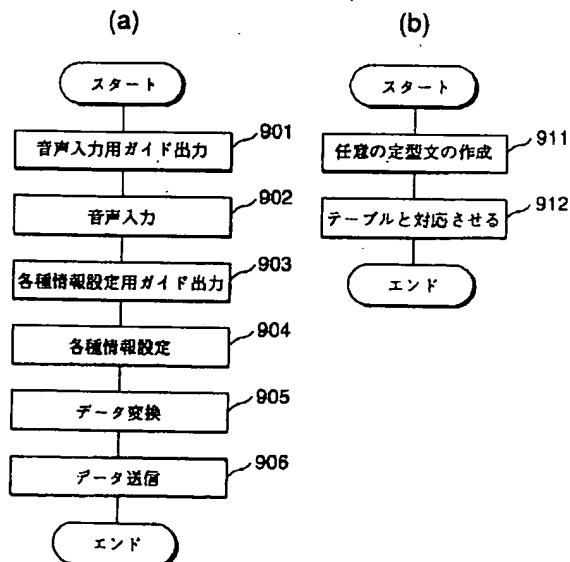 (a)
スタート
901
音声入力用ガイド出力
902
音声入力
903
各種情報設定用ガイド出力
904
各種情報設定
905
データ変換
906
データ送信
エンド
(b)
スタート
911
任意の定型文の作成
912
テーブルと対応させる
エンド